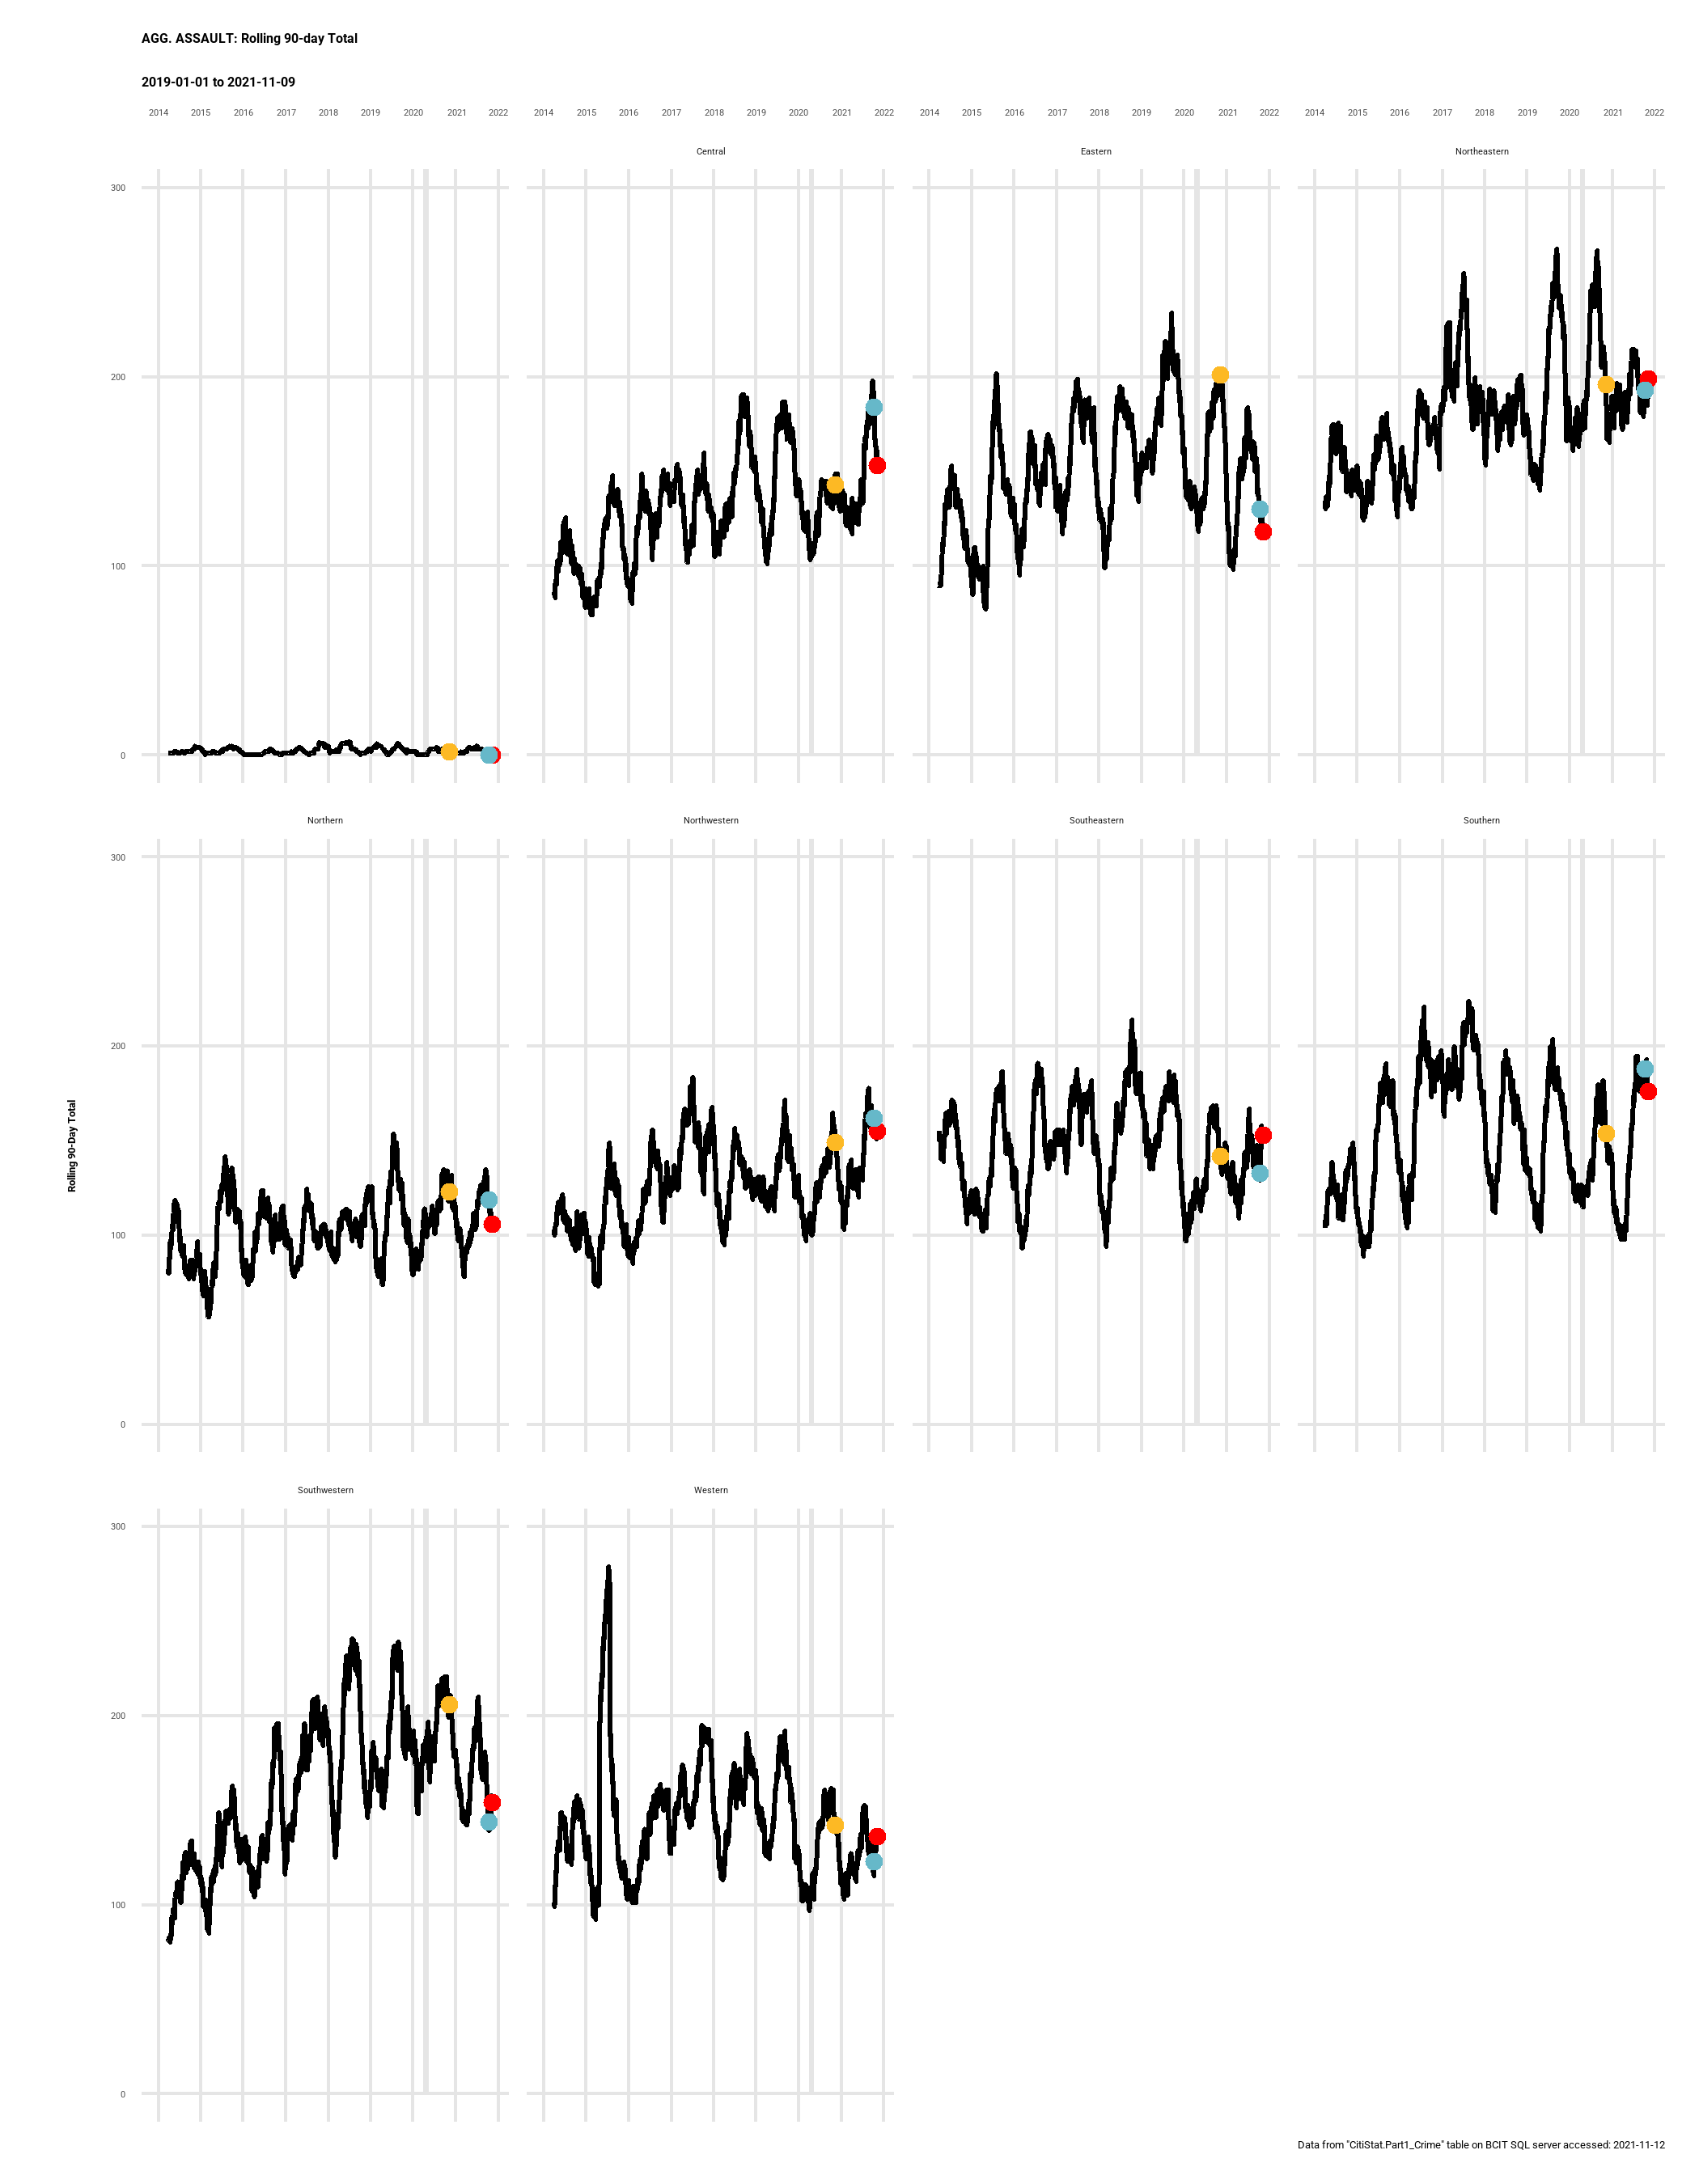 AGG. ASSAULT: Rolling 90-day Total
2019-01-01 to 2021-11-09
2014 2015 2016 2017 2018 2019 2020 2021 2022 2014 2015 2016 2017 2018 2019 2020 2021 2022 2014 2015 2016 2017 2018 2019 2020 2021 2022 2014 2015 2016 2017 2018 2019 2020 2021 2022
Central Eastern Northeastern
300
200
100
0
Northern Northwestern Southeastern Southern
300
200
Rolling 90-Day Total
100
0
Southwestern Western
300
200
100
0
Data from "CitiStat.Part1_Crime" table on BCIT SQL server accessed: 2021-11-12